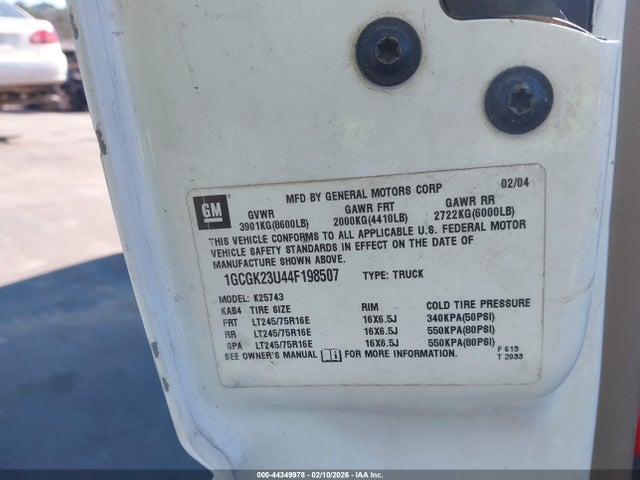 MFD BY GENERAL MOTORS CORP 02/04
GM
GVWR GAWR FRT GAWR RR
3901KG(8600LB) 2000KG(4410LB) 2722KG(6000LB)
THIS VEHICLE CONFORMS TO ALL APPLICABLE U.S. FEDERAL MOTOR
VEHICLE SAFETY STANDARDS IN EFFECT ON THE DATE OF
MANUFACTURE SHOWN ABOVE.
1GCGK23U44F198507 TYPE: TRUCK
MODEL: K25743
KAB4 TIRE SIZE RIM COLD TIRE PRESSURE
FRT LT245/75R16E 16X6.5J 340KPA(50PSI)
RR LT245/75R16E 16X6.5J 550KPA(80PSI)
SPA LT245/75R16E 16X6.5J 550KPA(80PSI)
SEE OWNER'S MANUAL FOR MORE INFORMATION.
F 613
T 2033
000-44349978 - 02/10/2026 - IAA Inc.